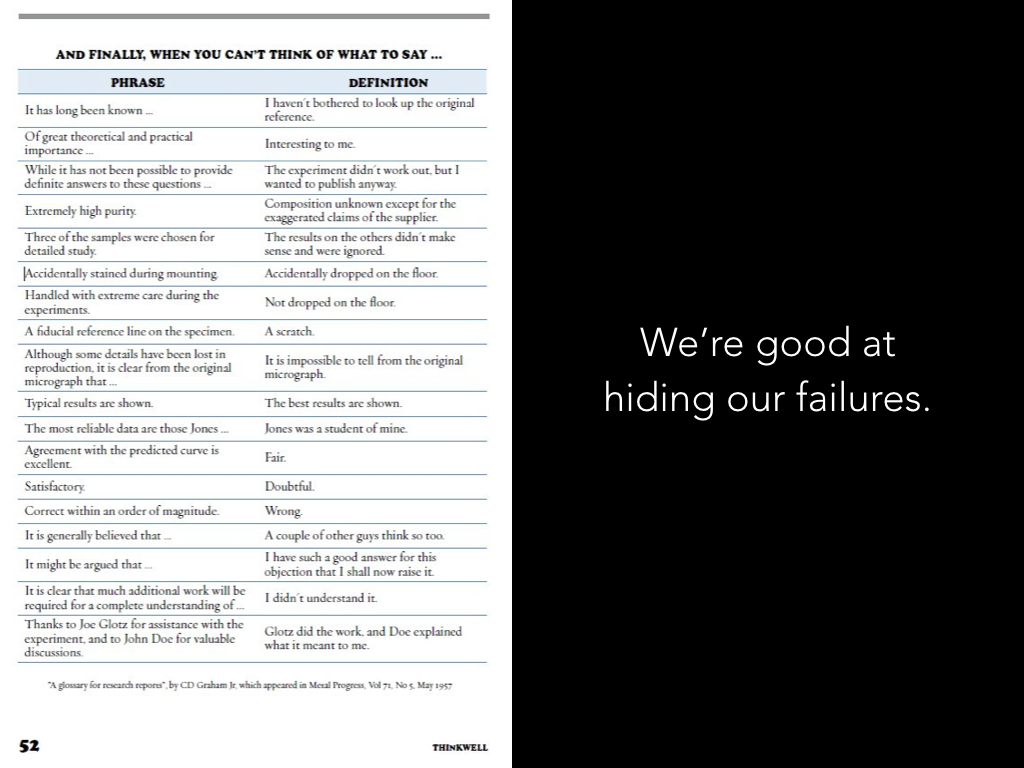 AND FINALLY, WHEN YOU CAN'T THINK OF WHAT TO SAY ...
PHRASE DEFINITION
It has long been known ...
I haven´t bothered to look up the original
reference.
Of great theoretical and practical
importance ...
Interesting to me.
While it has not been possible to provide
definite answers to these questions ...
The experiment didn´t work out, but I
wanted to publish anyway.
Extremely high purity.
Composition unknown except for the
exaggerated claims of the supplier.
Three of the samples were chosen for
detailed study.
The results on the others didn´t make
sense and were ignored.
Accidentally stained during mounting.
Accidentally dropped on the floor.
Handled with extreme care during the
experiments.
Not dropped on the floor.
A fiducial reference line on the specimen.
A scratch.
Although some details have been lost in
reproduction, it is clear from the original
micrograph that ...
It is impossible to tell from the original
micrograph.
Typical results are shown.
The best results are shown.
The most reliable data are those Jones ...
Jones was a student of mine.
Agreement with the predicted curve is
excellent.
Fair.
Satisfactory.
Doubtful.
Correct within an order of magnitude.
Wrong.
It is generally believed that ...
A couple of other guys think so too.
It might be argued that ...
I have such a good answer for this
objection that I shall now raise it.
It is clear that much additional work will be
required for a complete understanding of ...
I didn´t understand it.
Thanks to Joe Glotz for assistance with the
experiment, and to John Doe for valuable
discussions.
Glotz did the work, and Doe explained
what it meant to me.
"A glossary for research reports", by CD Graham Jr, which appeared in Metal Progress, Vol 71, No 5, May 1957
52
THINKWELL
We're good at
hiding our failures.